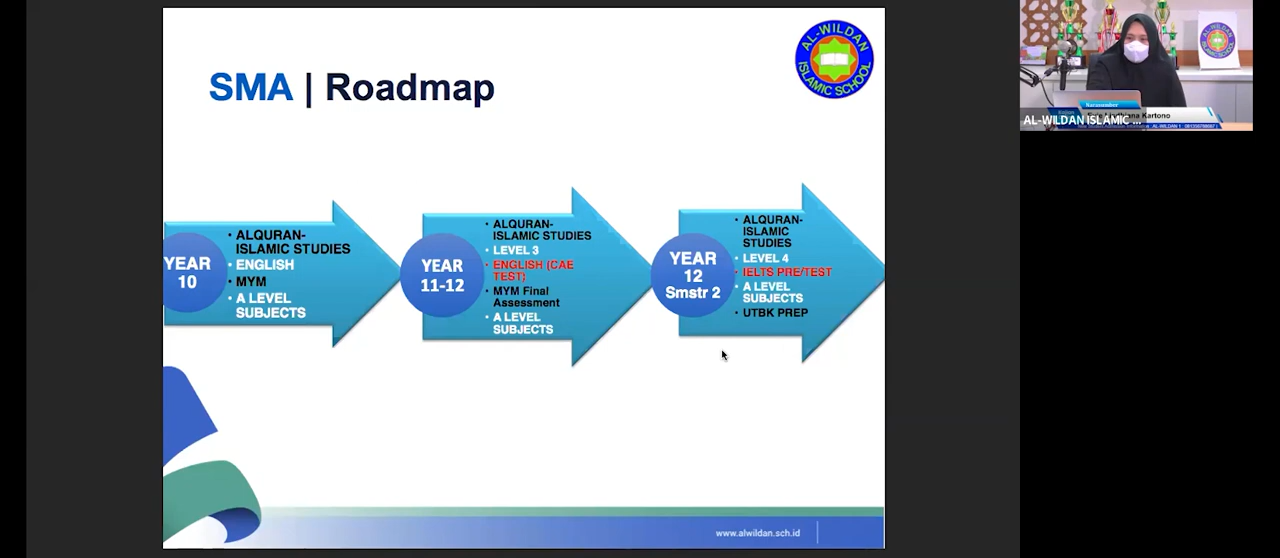 SMA | Roadmap
AL-WILDAN
ISLAMIC SCHOOL
YEAR
10
• ALQURAN-
ISLAMIC STUDIES
• ENGLISH
• MYM
• A LEVEL
SUBJECTS
YEAR
11-12
• ALQURAN-
ISLAMIC STUDIES
• LEVEL 3
• ENGLISH (CAE
TEST)
• MYM Final
Assessment
• A LEVEL
SUBJECTS
YEAR
12
Smstr 2
• ALQURAN-
ISLAMIC
STUDIES
• LEVEL 4
• IELTS PRE/TEST
• A LEVEL
SUBJECTS
• UTBK PREP
www.alwildan.sch.id
Narasumber
Kartono
AL-WILDAN ISLAMIC ...